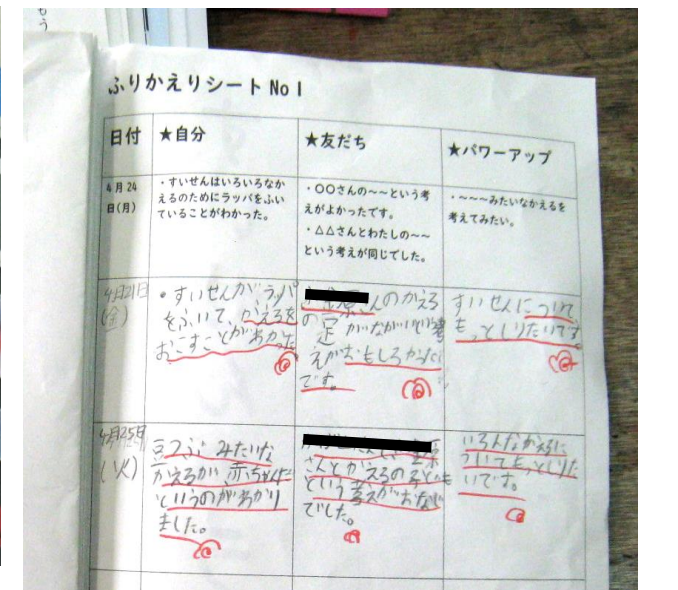 もう
ふりかえりシート No 1
日付
★自分
★友だち
★パワーアップ
4月24
日(月)
・すいせんはいろいろなか
えるのためにラッパをふい
ていることがわかった。
・○○さんの～～という考
えがよかったです。
・△△さんとわたしの～～
という考えが同じでした。
・～～～みたいなかえるを
考えてみたい。
4月21日
(金)
・すいせんがラッパ
をふいて、かえるを
おこすことがわかった
原さんのかえる
の足がながいという考
えがおもしろかった
です。
すいせんについて
もっとしりたいです。
4月25日
(火)
豆つぶみたいな
かえるが赤ちゃんだ
というのがわかり
ました。
原
さんとかえるの子ども
という考えがおなじ
でした。
いろんなかえるに
ついてもっとしりた
いです。